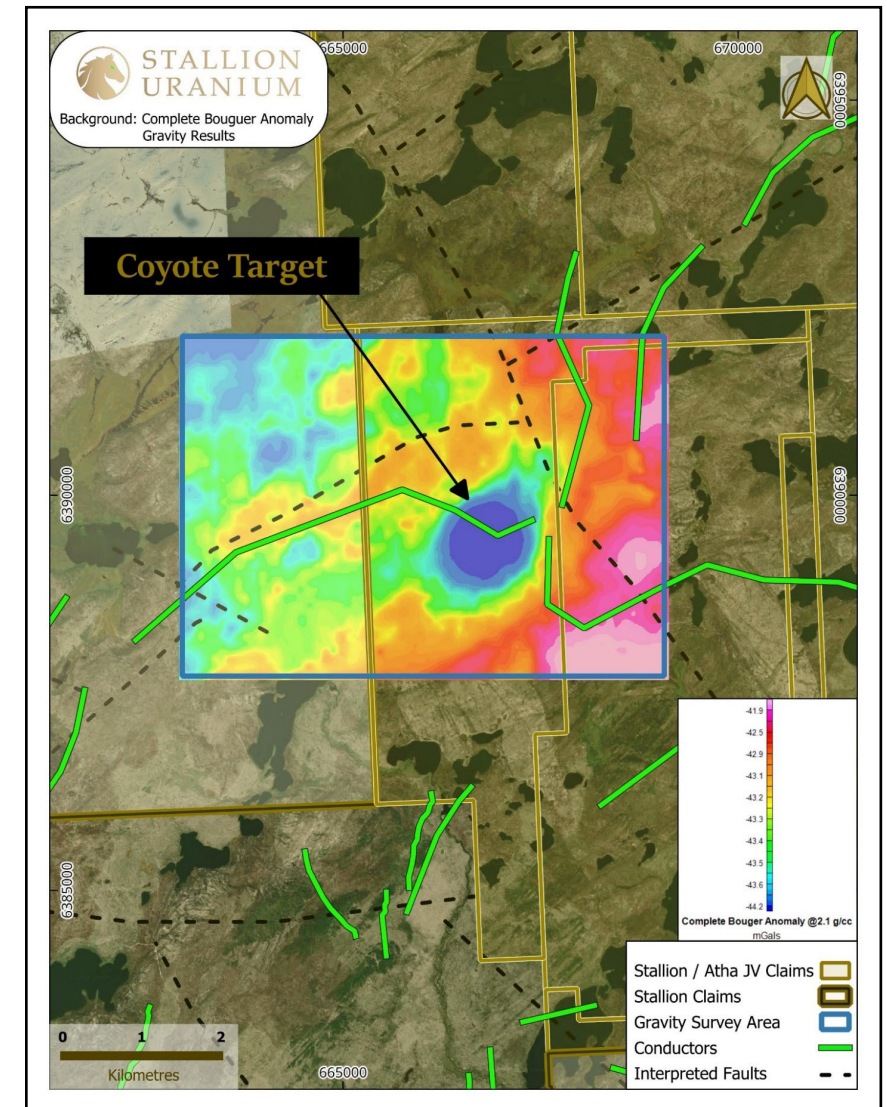 STALLION
URANIUM
Background: Complete Bouguer Anomaly
Gravity Results
665000
670000
6395000
Coyote Target
6390000
6390000
-41.9
-42.5
-42.9
-43.1
-43.2
-43.3
-43.4
-43.5
-43.6
-44.2
Complete Bouger Anomaly @2.1 g/cc
mGals
6385000
Stallion / Atha JV Claims
Stallion Claims
Gravity Survey Area
Conductors
Interpreted Faults
0 1 2
Kilometres
665000